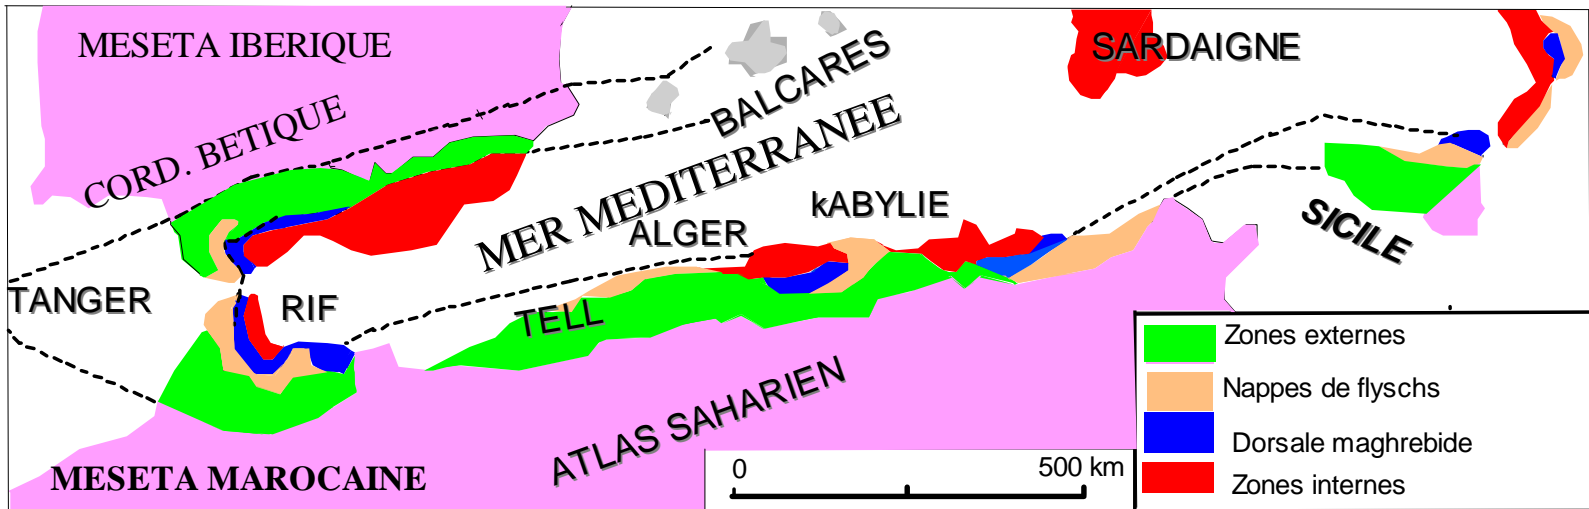 MESETA IBERIQUE
SARDAIGNE
BALCARES
CORD. BETIQUE
MER MEDITERRANEE
kABYLIE
ALGER
SICILE
TANGER
RIF
TELL
ATLAS SAHARIEN
MESETA MAROCAINE
0 500 km
Zones externes
Nappes de flyschs
Dorsale maghrebide
Zones internes